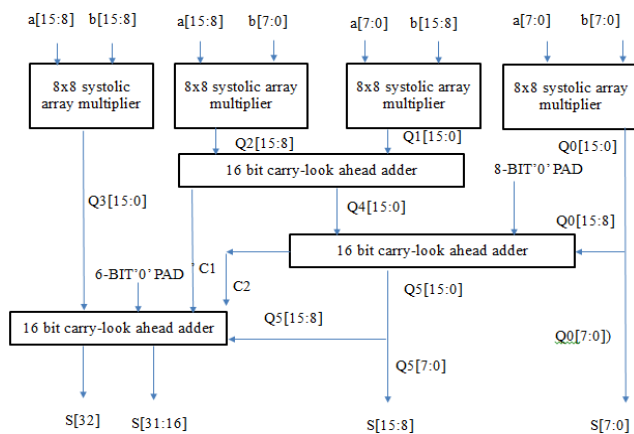 a[15:8] b[15:8] a[15:8] b[7:0] a[7:0] b[15:8] a[7:0] b[7:0]
8x8 systolic array multiplier
8x8 systolic array multiplier
8x8 systolic array multiplier
8x8 systolic array multiplier
Q2[15:8]
Q1[15:0]
Q0[15:0]
16 bit carry-look ahead adder
8-BIT'0' PAD
Q3[15:0]
Q4[15:0]
Q0[15:8]
16 bit carry-look ahead adder
6-BIT'0' PAD
' C1
C2
Q5[15:0]
16 bit carry-look ahead adder
Q5[15:8]
Q0[7:0])
Q5[7:0]
S[32]
S[31:16]
S[15:8]
S[7:0]